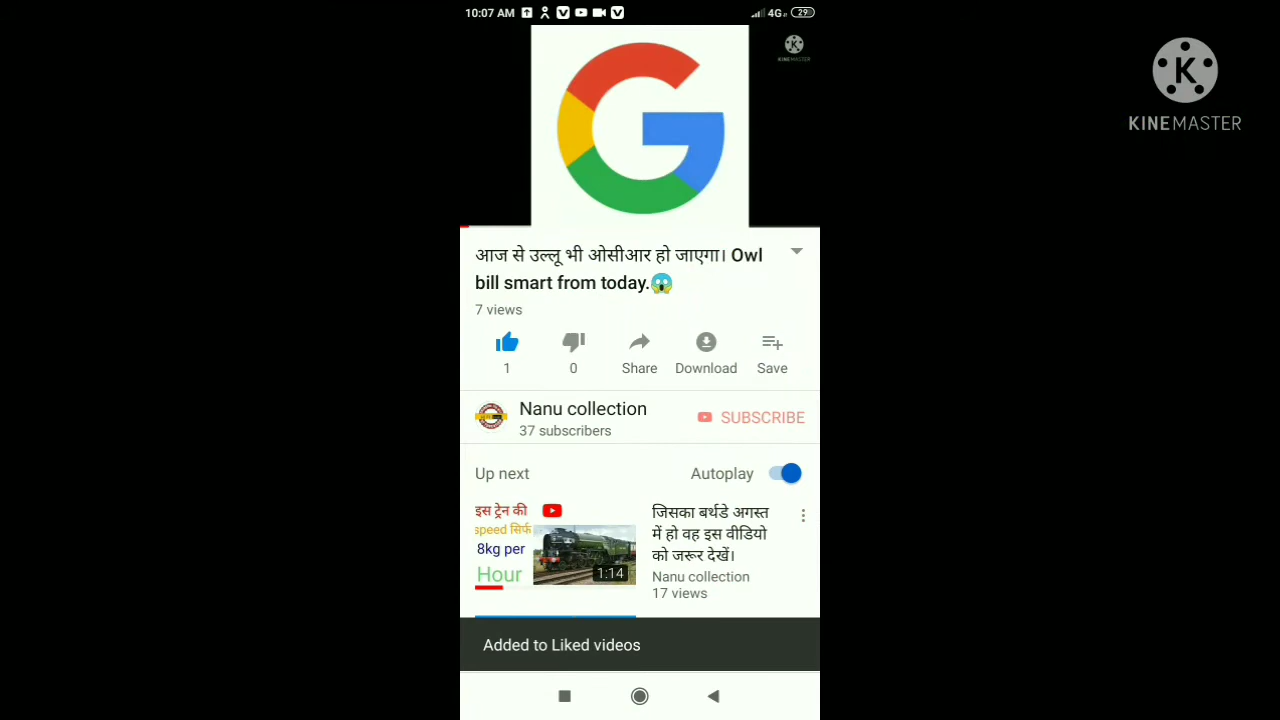 10:07 AM
4G
29
KINEMASTER
KINEMASTER
आज से उल्लू भी ओसीआर हो जाएगा। Owl
bill smart from today.😱
7 views
1
0
Share
Download
Save
Nanu collection
37 subscribers
SUBSCRIBE
Up next
Autoplay
इस ट्रेन की
speed सिर्फ
8kg per
Hour
1:14
जिसका बर्थडे अगस्त
में हो वह इस वीडियो
को जरूर देखें।
Nanu collection
17 views
Added to Liked videos